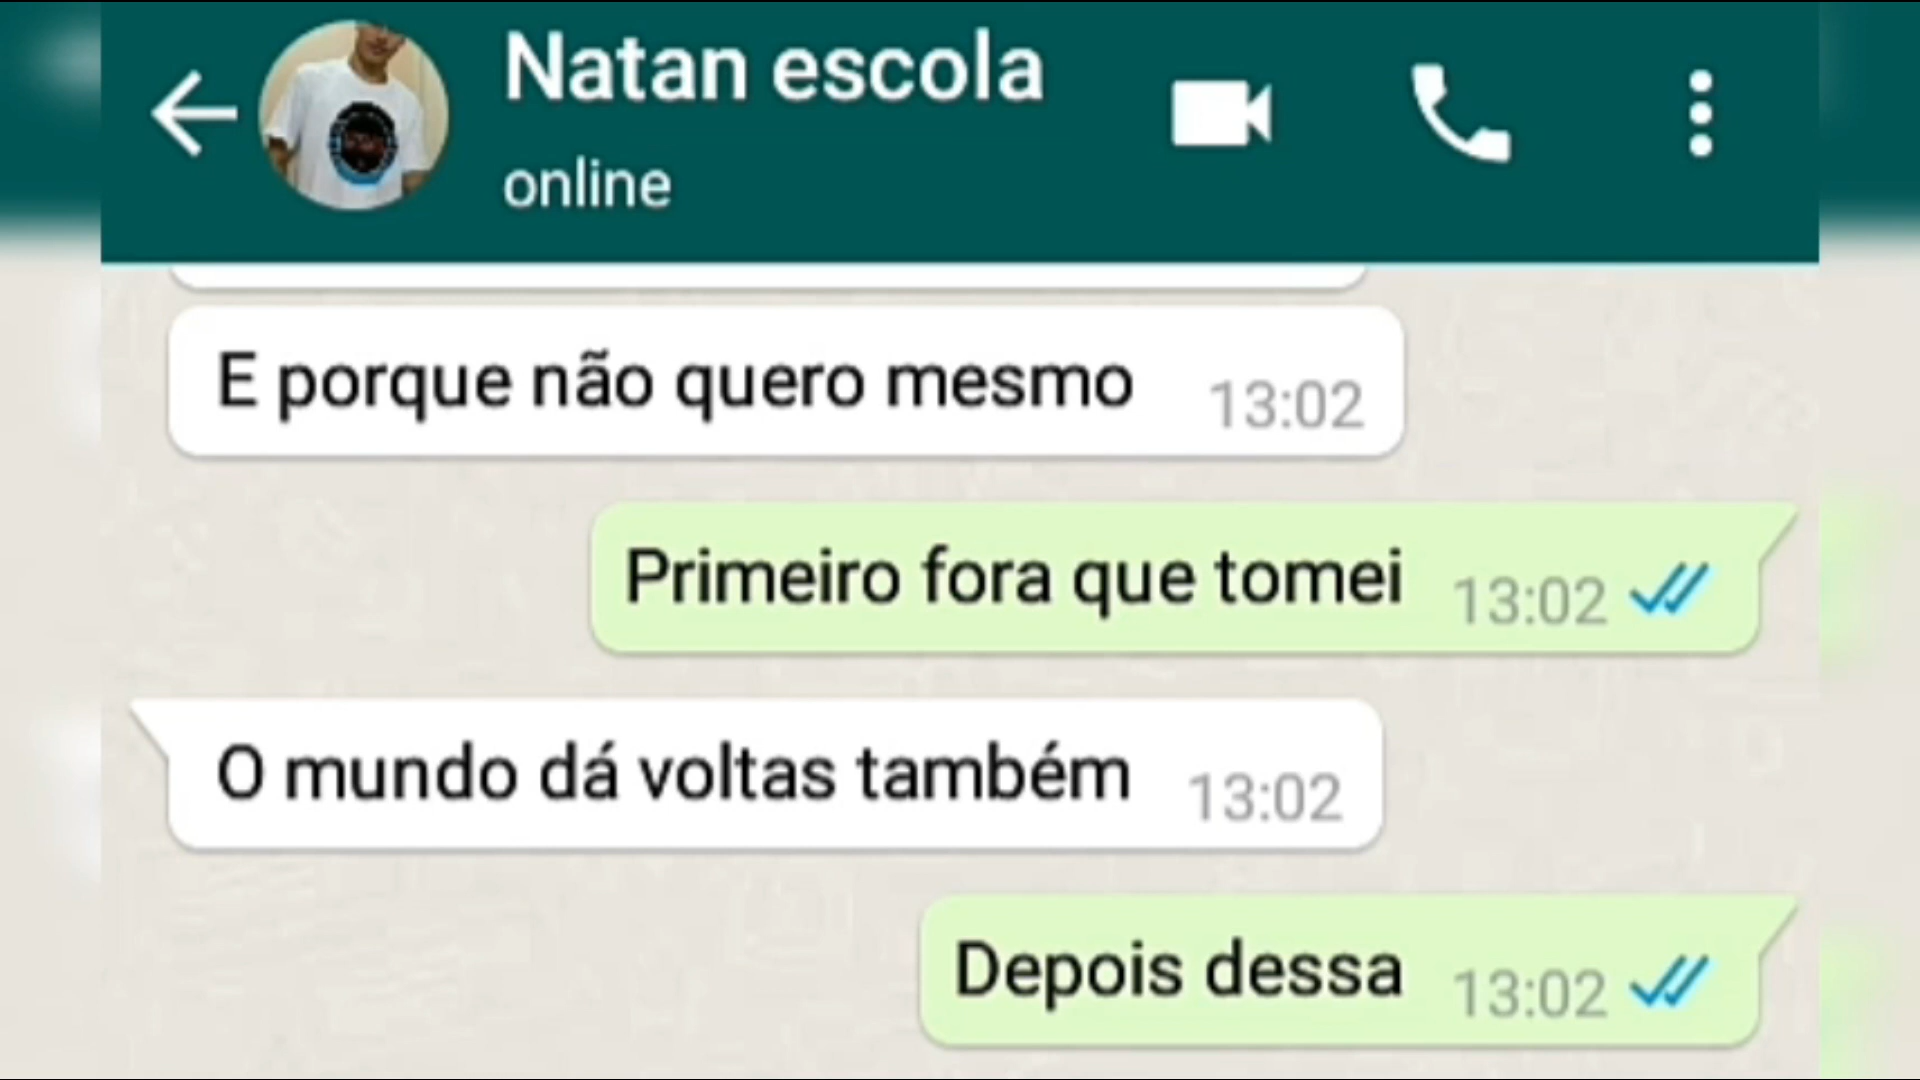 Natan escola
online
E porque não quero mesmo 13:02
Primeiro fora que tomei 13:02
O mundo dá voltas também 13:02
Depois dessa 13:02